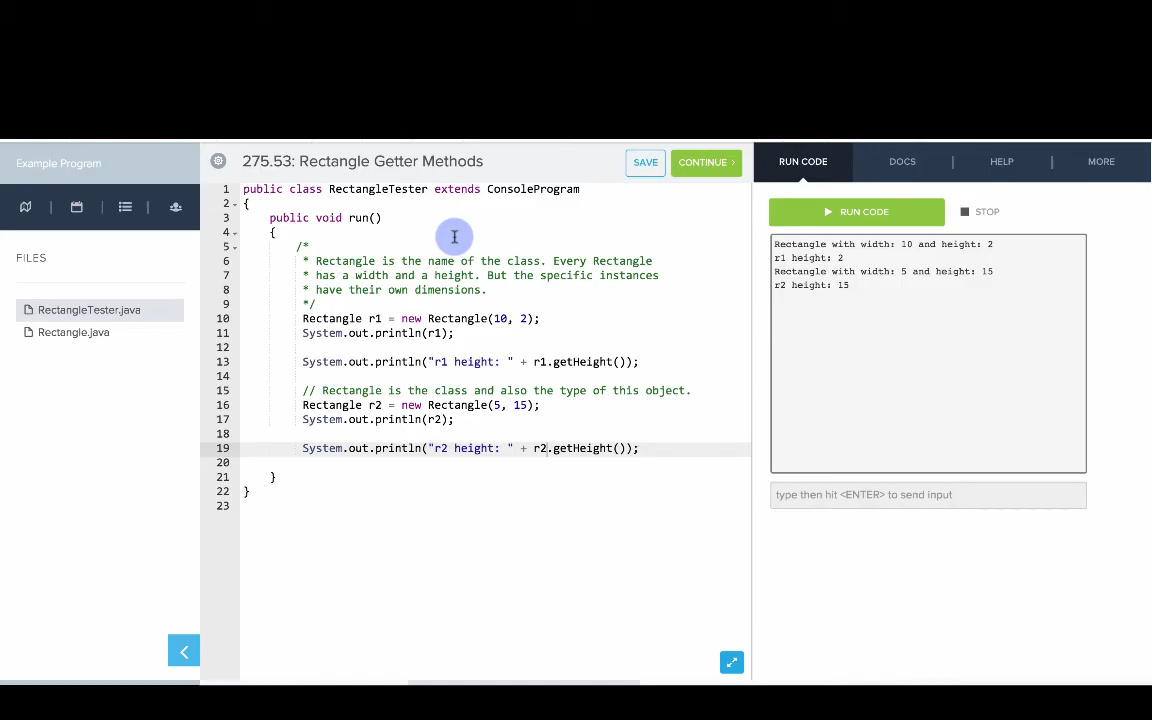 Example Program
275.53: Rectangle Getter Methods
SAVE
CONTINUE >
RUN CODE
DOCS
HELP
MORE
FILES
RectangleTester.java
Rectangle.java
1 public class RectangleTester extends ConsoleProgram
2 {
3 public void run()
4 {
5 /*
6 * Rectangle is the name of the class. Every Rectangle
7 * has a width and a height. But the specific instances
8 * have their own dimensions.
9 */
10 Rectangle r1 = new Rectangle(10, 2);
11 System.out.println(r1);
12
13 System.out.println("r1 height: " + r1.getHeight());
14
15 // Rectangle is the class and also the type of this object.
16 Rectangle r2 = new Rectangle(5, 15);
17 System.out.println(r2);
18
19 System.out.println("r2 height: " + r2.getHeight());
20
21 }
22 }
23
RUN CODE
STOP
Rectangle with width: 10 and height: 2
r1 height: 2
Rectangle with width: 5 and height: 15
r2 height: 15
type then hit <ENTER> to send input